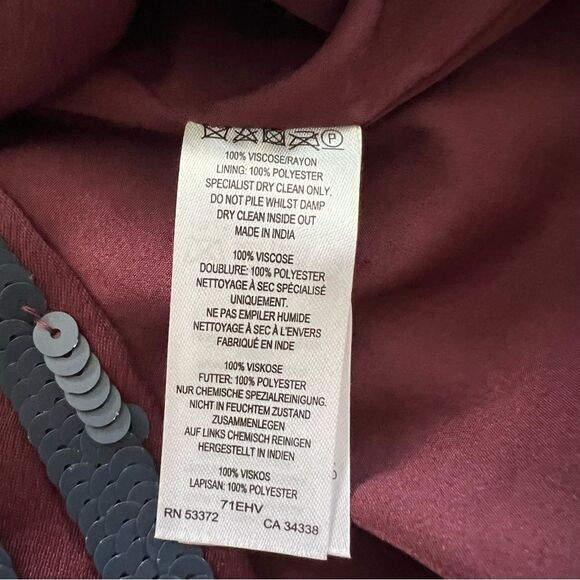 P
100% VISCOSE/RAYON
LINING: 100% POLYESTER
SPECIALIST DRY CLEAN ONLY.
DO NOT PILE WHILST DAMP
DRY CLEAN INSIDE OUT
MADE IN INDIA
100% VISCOSE
DOUBLURE: 100% POLYESTER
NETTOYAGE À SEC SPÉCIALISÉ
UNIQUEMENT.
NE PAS EMPILER HUMIDE
NETTOYAGE À SEC À L'ENVERS
FABRIQUÉ EN INDE
100% VISKOSE
FUTTER: 100% POLYESTER
NUR CHEMISCHE SPEZIALREINIGUNG.
NICHT IN FEUCHTEM ZUSTAND
ZUSAMMENLEGEN
AUF LINKS CHEMISCH REINIGEN
HERGESTELLT IN INDIEN
100% VISKOS
LAPISAN: 100% POLYESTER
71EHV
RN 53372 CA 34338